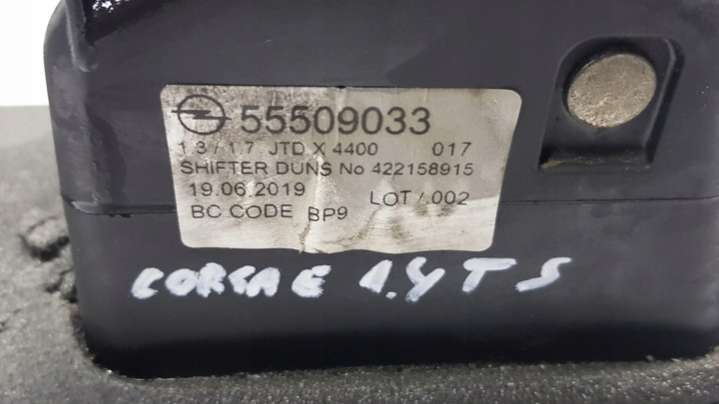 55509033
1.3 / 1.7 JTD X 4400 017
SHIFTER DUNS No 422158915
19.06.2019 LOT / .002
BC CODE BP9
CORSA E 1.4 T S